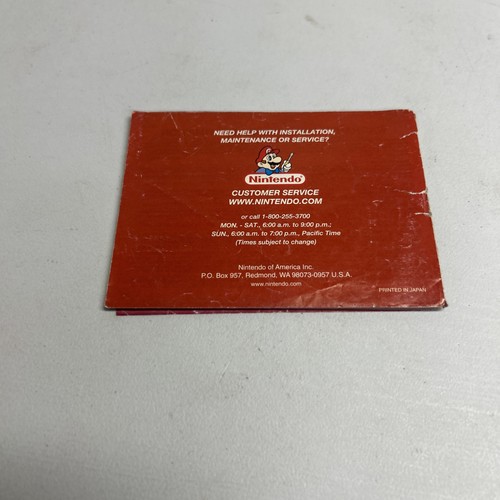 NEED HELP WITH INSTALLATION,
MAINTENANCE OR SERVICE?
Nintendo
CUSTOMER SERVICE
WWW.NINTENDO.COM
or call 1-800-255-3700
MON. - SAT., 6:00 a.m. to 9:00 p.m.;
SUN., 6:00 a.m. to 7:00 p.m., Pacific Time
(Times subject to change)
Nintendo of America Inc.
P.O. Box 957, Redmond, WA 98073-0957 U.S.A.
www.nintendo.com
PRINTED IN JAPAN